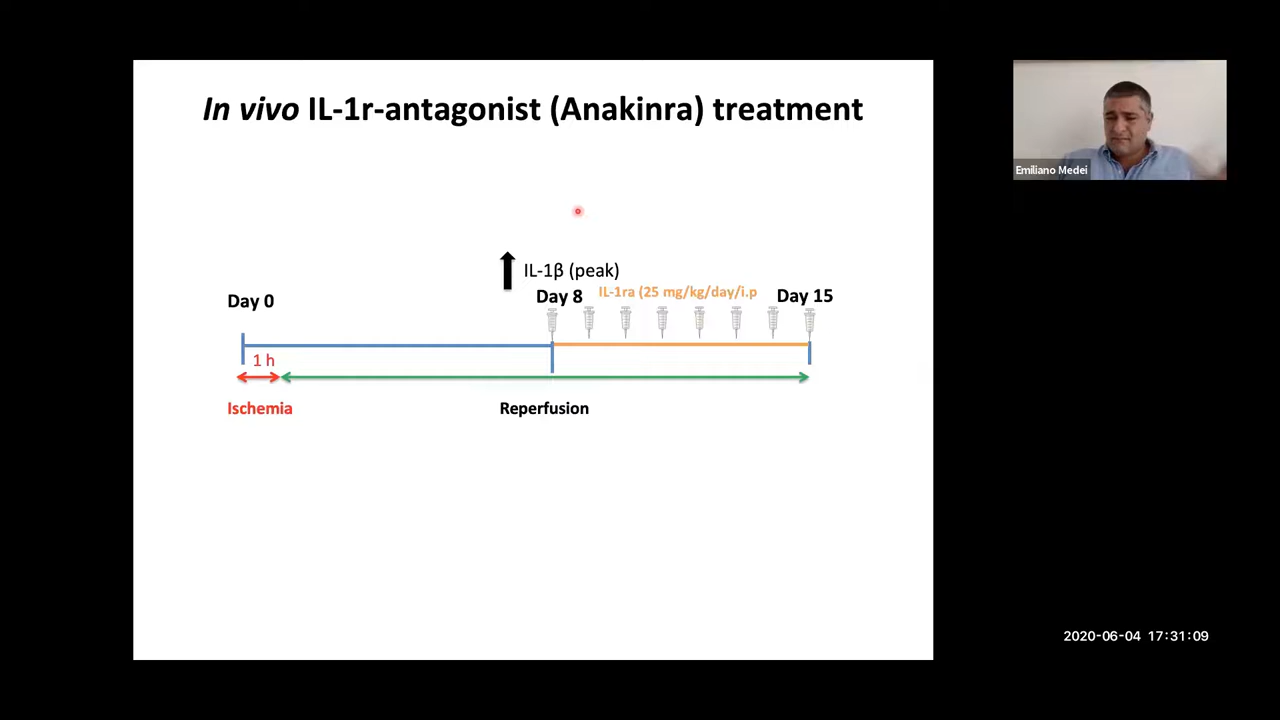 In vivo IL-1r-antagonist (Anakinra) treatment
Emiliano Medei
IL-1β (peak)
Day 0
Day 8
IL-1ra (25 mg/kg/day/i.p
Day 15
1 h
Ischemia
Reperfusion
2020-06-04 17:31:09